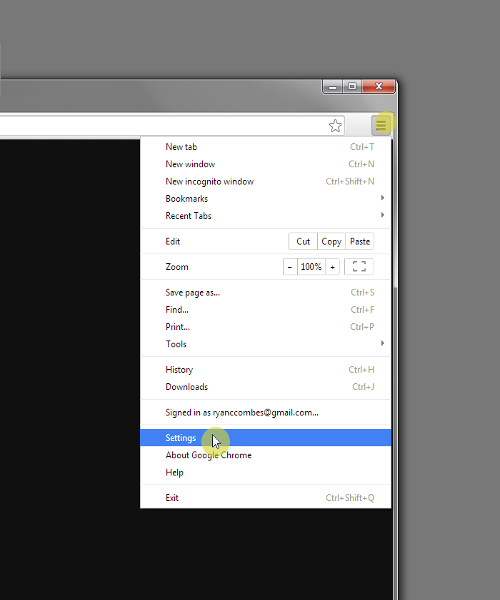 New tab Ctrl+T
New window Ctrl+N
New incognito window Ctrl+Shift+N
Bookmarks
Recent Tabs
Edit Cut Copy Paste
Zoom − 100% +
Save page as... Ctrl+S
Find... Ctrl+F
Print... Ctrl+P
Tools
History Ctrl+H
Downloads Ctrl+J
Signed in as ryanccombes@gmail.com...
Settings
About Google Chrome
Help
Exit Ctrl+Shift+Q